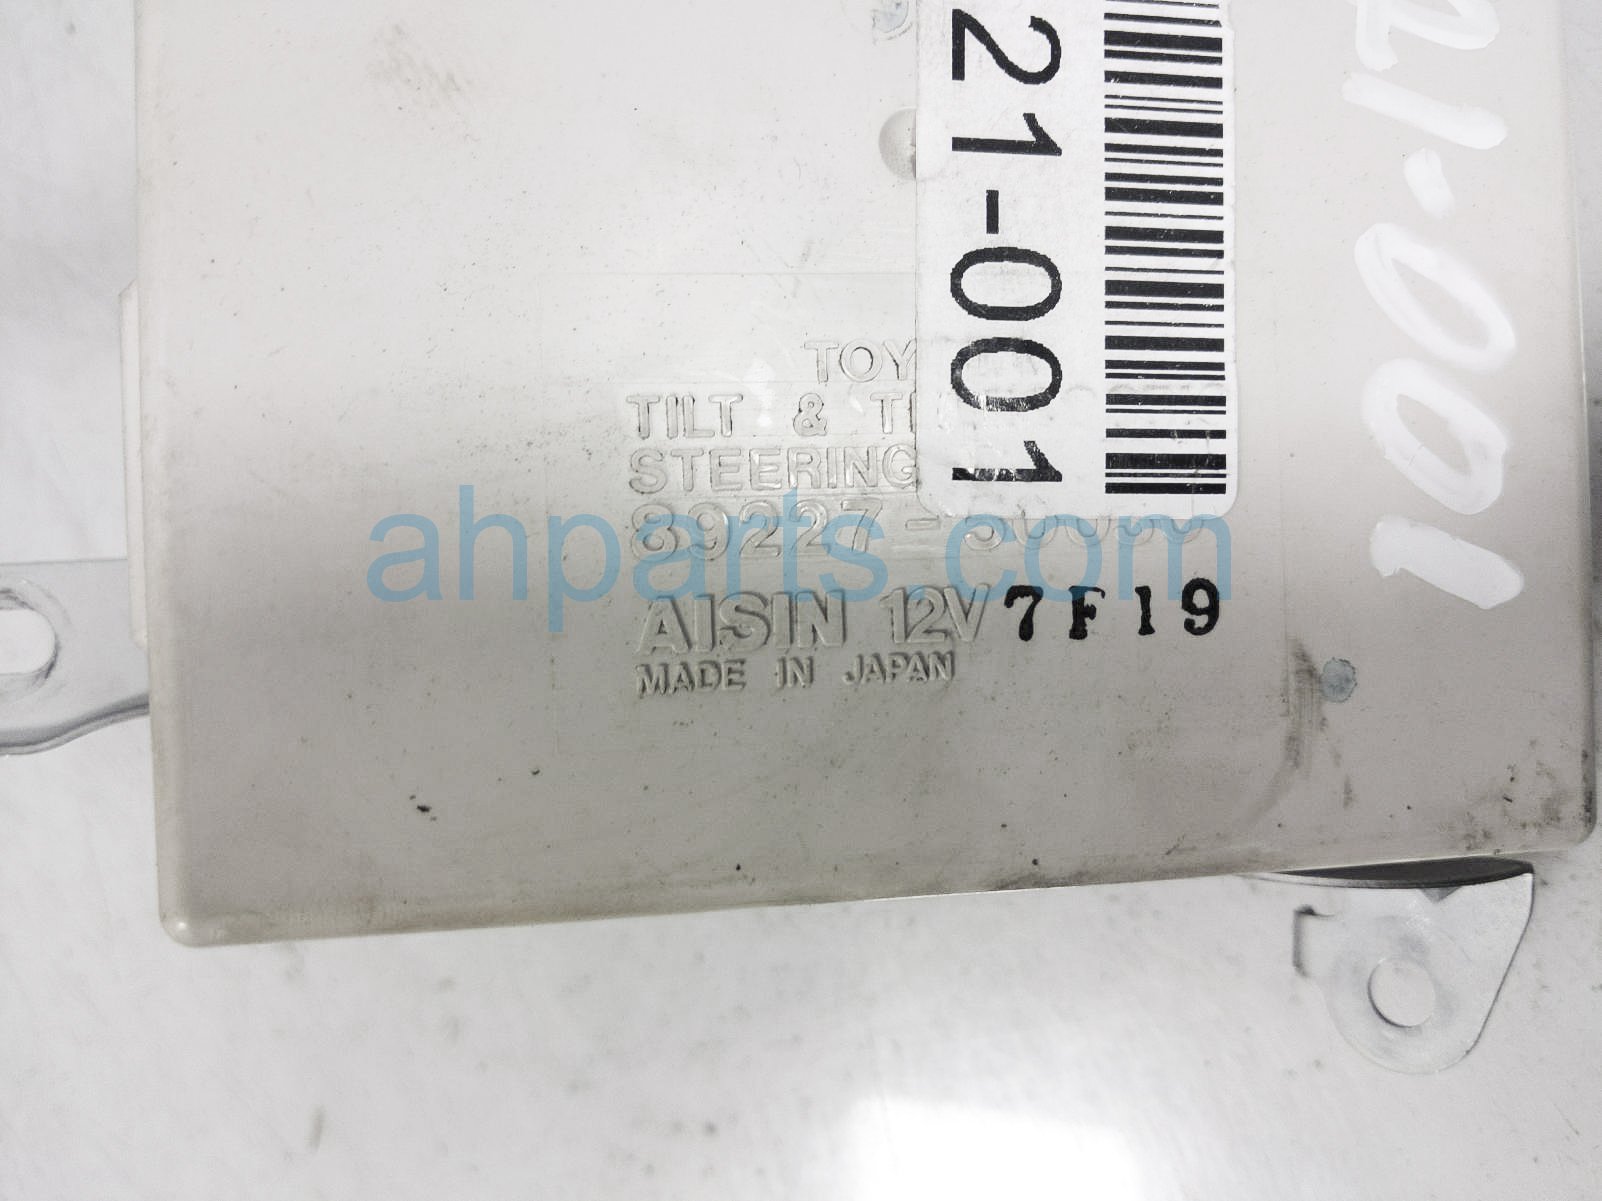 21-001
21-001
TOY
TILT & T
STEERING
89227-
AISIN 12V 7F19
MADE IN JAPAN
ahparts.com